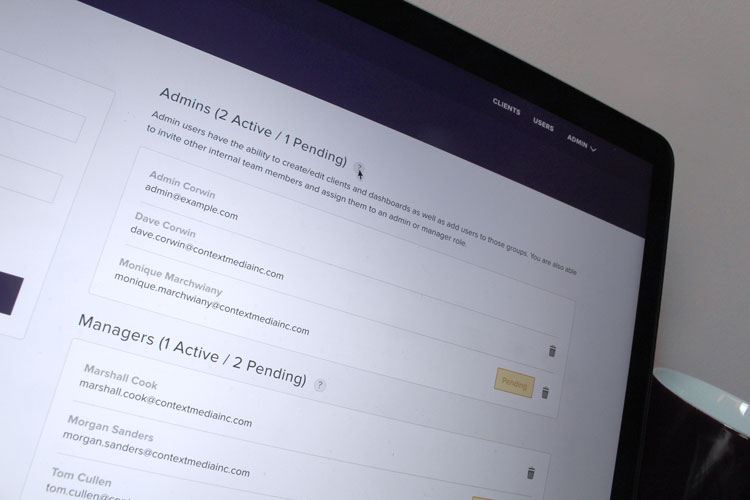 CLIENTS
USERS
ADMIN
Admins (2 Active / 1 Pending)
?
Admin users have the ability to create/edit clients and dashboards as well as add users to those groups. You are also able
to invite other internal team members and assign them to an admin or manager role.
Admin Corwin
admin@example.com
Dave Corwin
dave.corwin@contextmediainc.com
Monique Marchwiany
monique.marchwiany@contextmediainc.com
Pending
Managers (1 Active / 2 Pending)
?
Marshall Cook
marshall.cook@contextmediainc.com
Morgan Sanders
morgan.sanders@contextmediainc.com
Tom Cullen
tom.cullen@contextmediainc.com